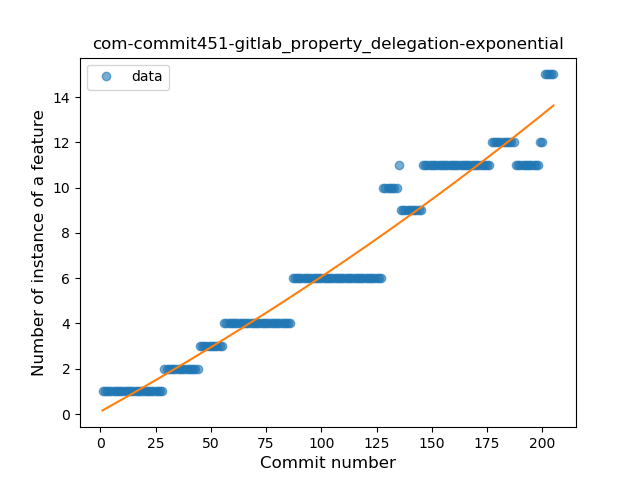 com-commit451-gitlab_property_delegation-exponential
data
Number of instance of a feature
14
12
10
8
6
4
2
0
0 25 50 75 100 125 150 175 200
Commit number